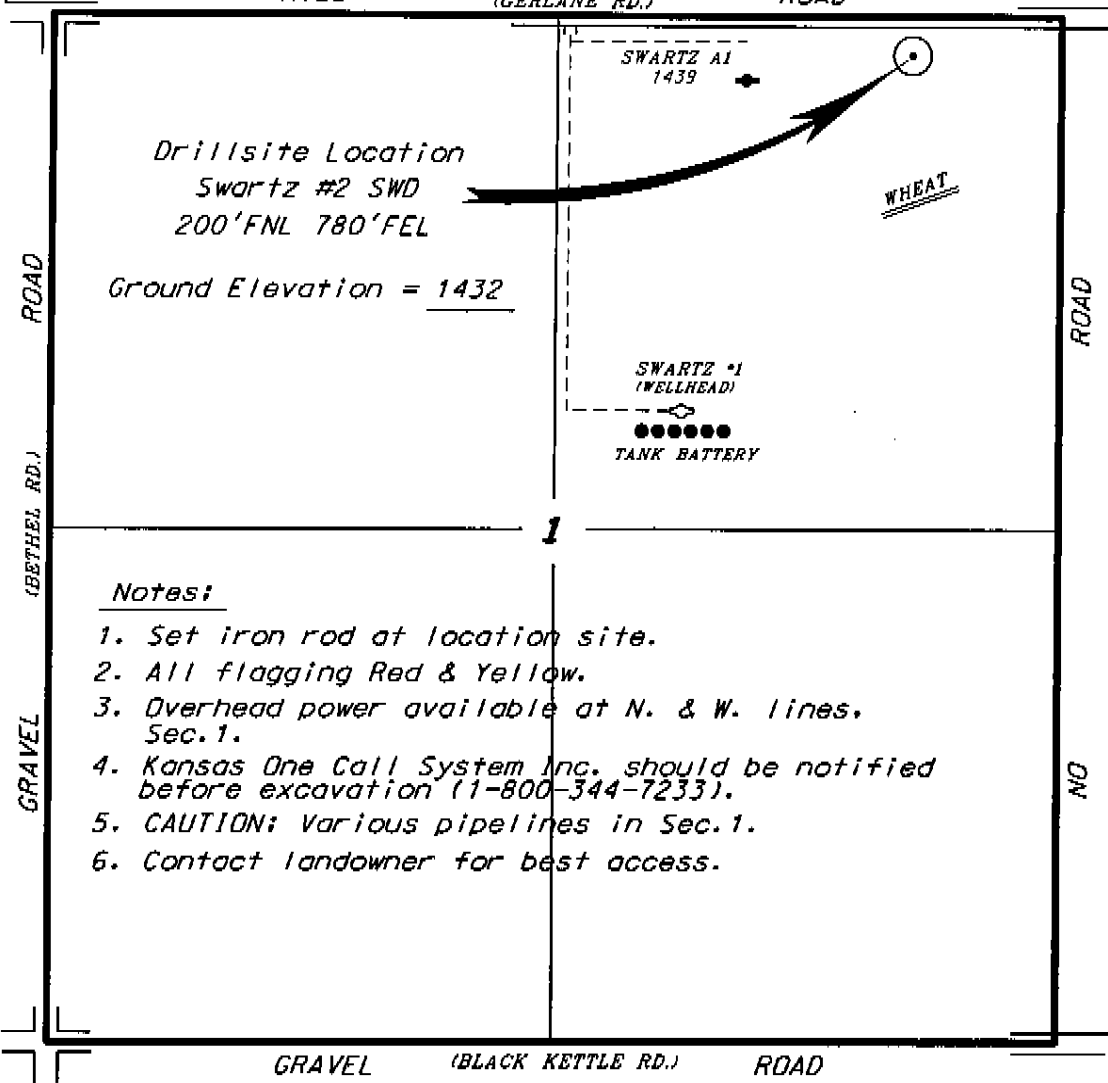 (GERLANE RD.)
ROAD
SWARTZ A1
1439
Drillsite Location
Swartz #2 SWD
200'FNL 780'FEL
WHEAT
Ground Elevation = 1432
ROAD
ROAD
SWARTZ #1
(WELLHEAD)
TANK BATTERY
(BETHEL RD.)
1
Notes:
1. Set iron rod at location site.
2. All flagging Red & Yellow.
3. Overhead power available at N. & W. lines,
Sec.1.
4. Kansas One Call System Inc. should be notified
before excavation (1-800-344-7233).
5. CAUTION: Various pipelines in Sec.1.
6. Contact landowner for best access.
GRAVEL
NO
GRAVEL (BLACK KETTLE RD.) ROAD